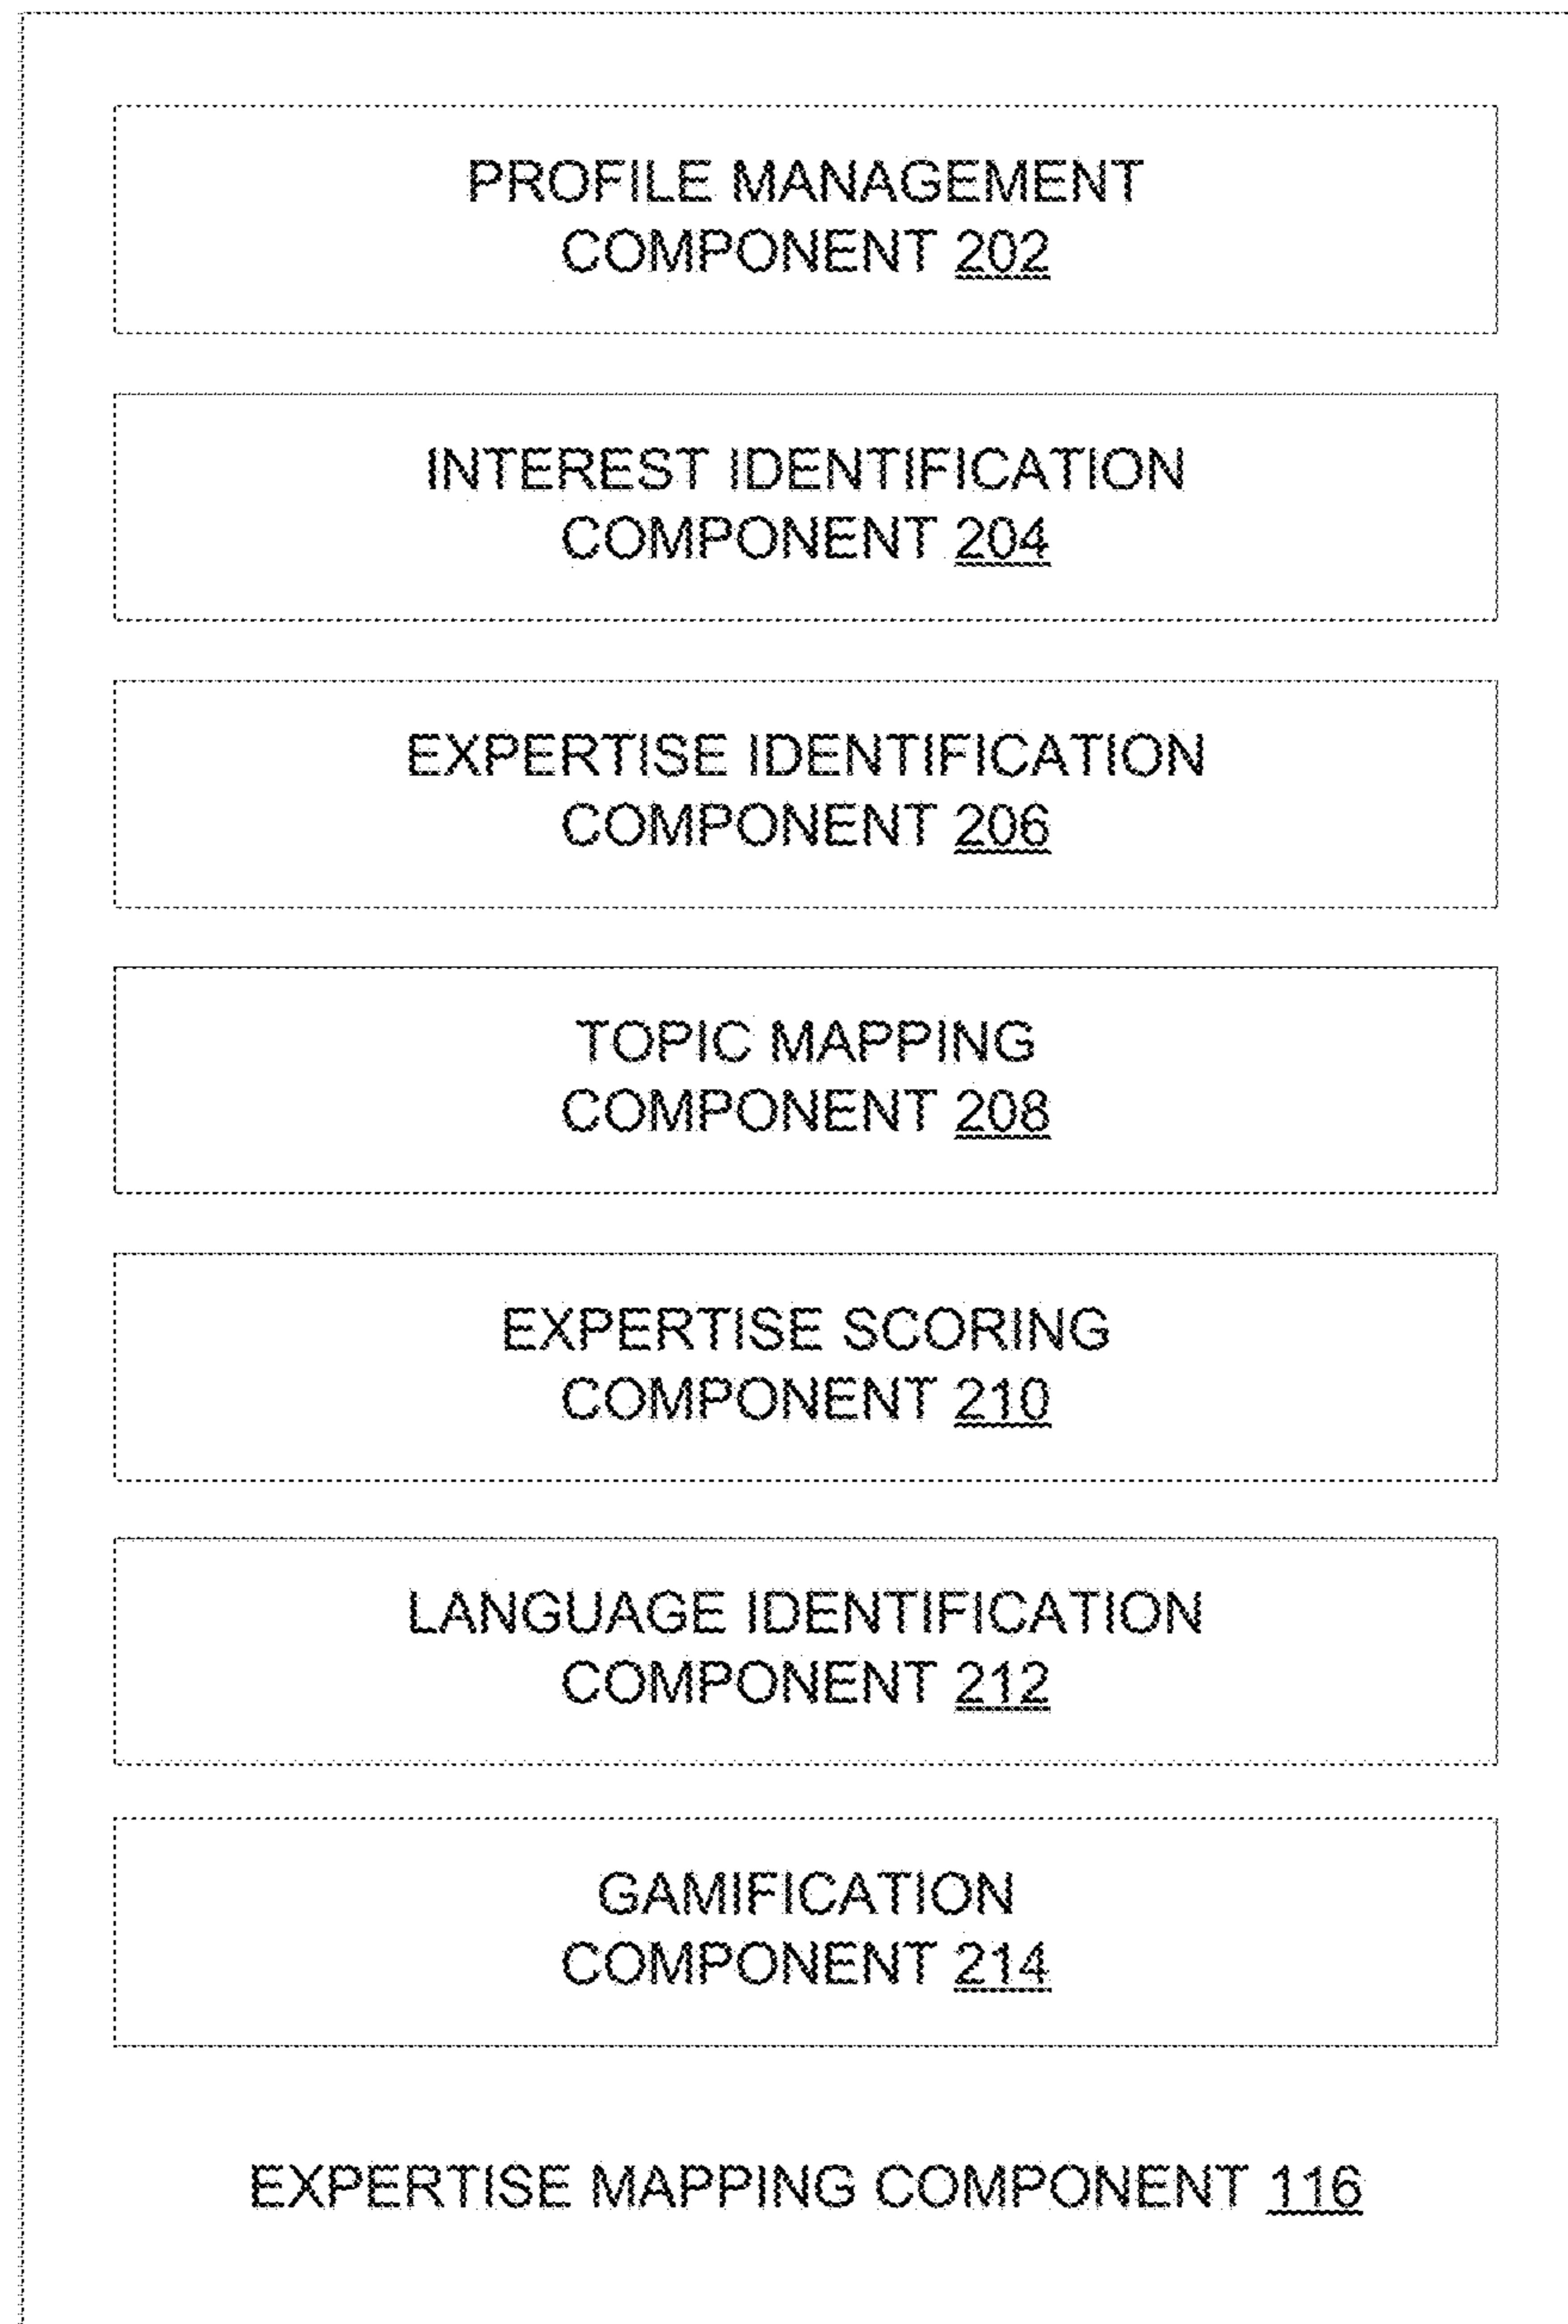 PROFILE MANAGEMENT
COMPONENT 202
INTEREST IDENTIFICATION
COMPONENT 204
EXPERTISE IDENTIFICATION
COMPONENT 206
TOPIC MAPPING
COMPONENT 208
EXPERTISE SCORING
COMPONENT 210
LANGUAGE IDENTIFICATION
COMPONENT 212
GAMIFICATION
COMPONENT 214
EXPERTISE MAPPING COMPONENT 116